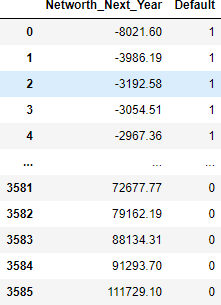 Networth_Next_Year Default
0 -8021.60 1
1 -3986.19 1
2 -3192.58 1
3 -3054.51 1
4 -2967.36 1
... ... ...
3581 72677.77 0
3582 79162.19 0
3583 88134.31 0
3584 91293.70 0
3585 111729.10 0